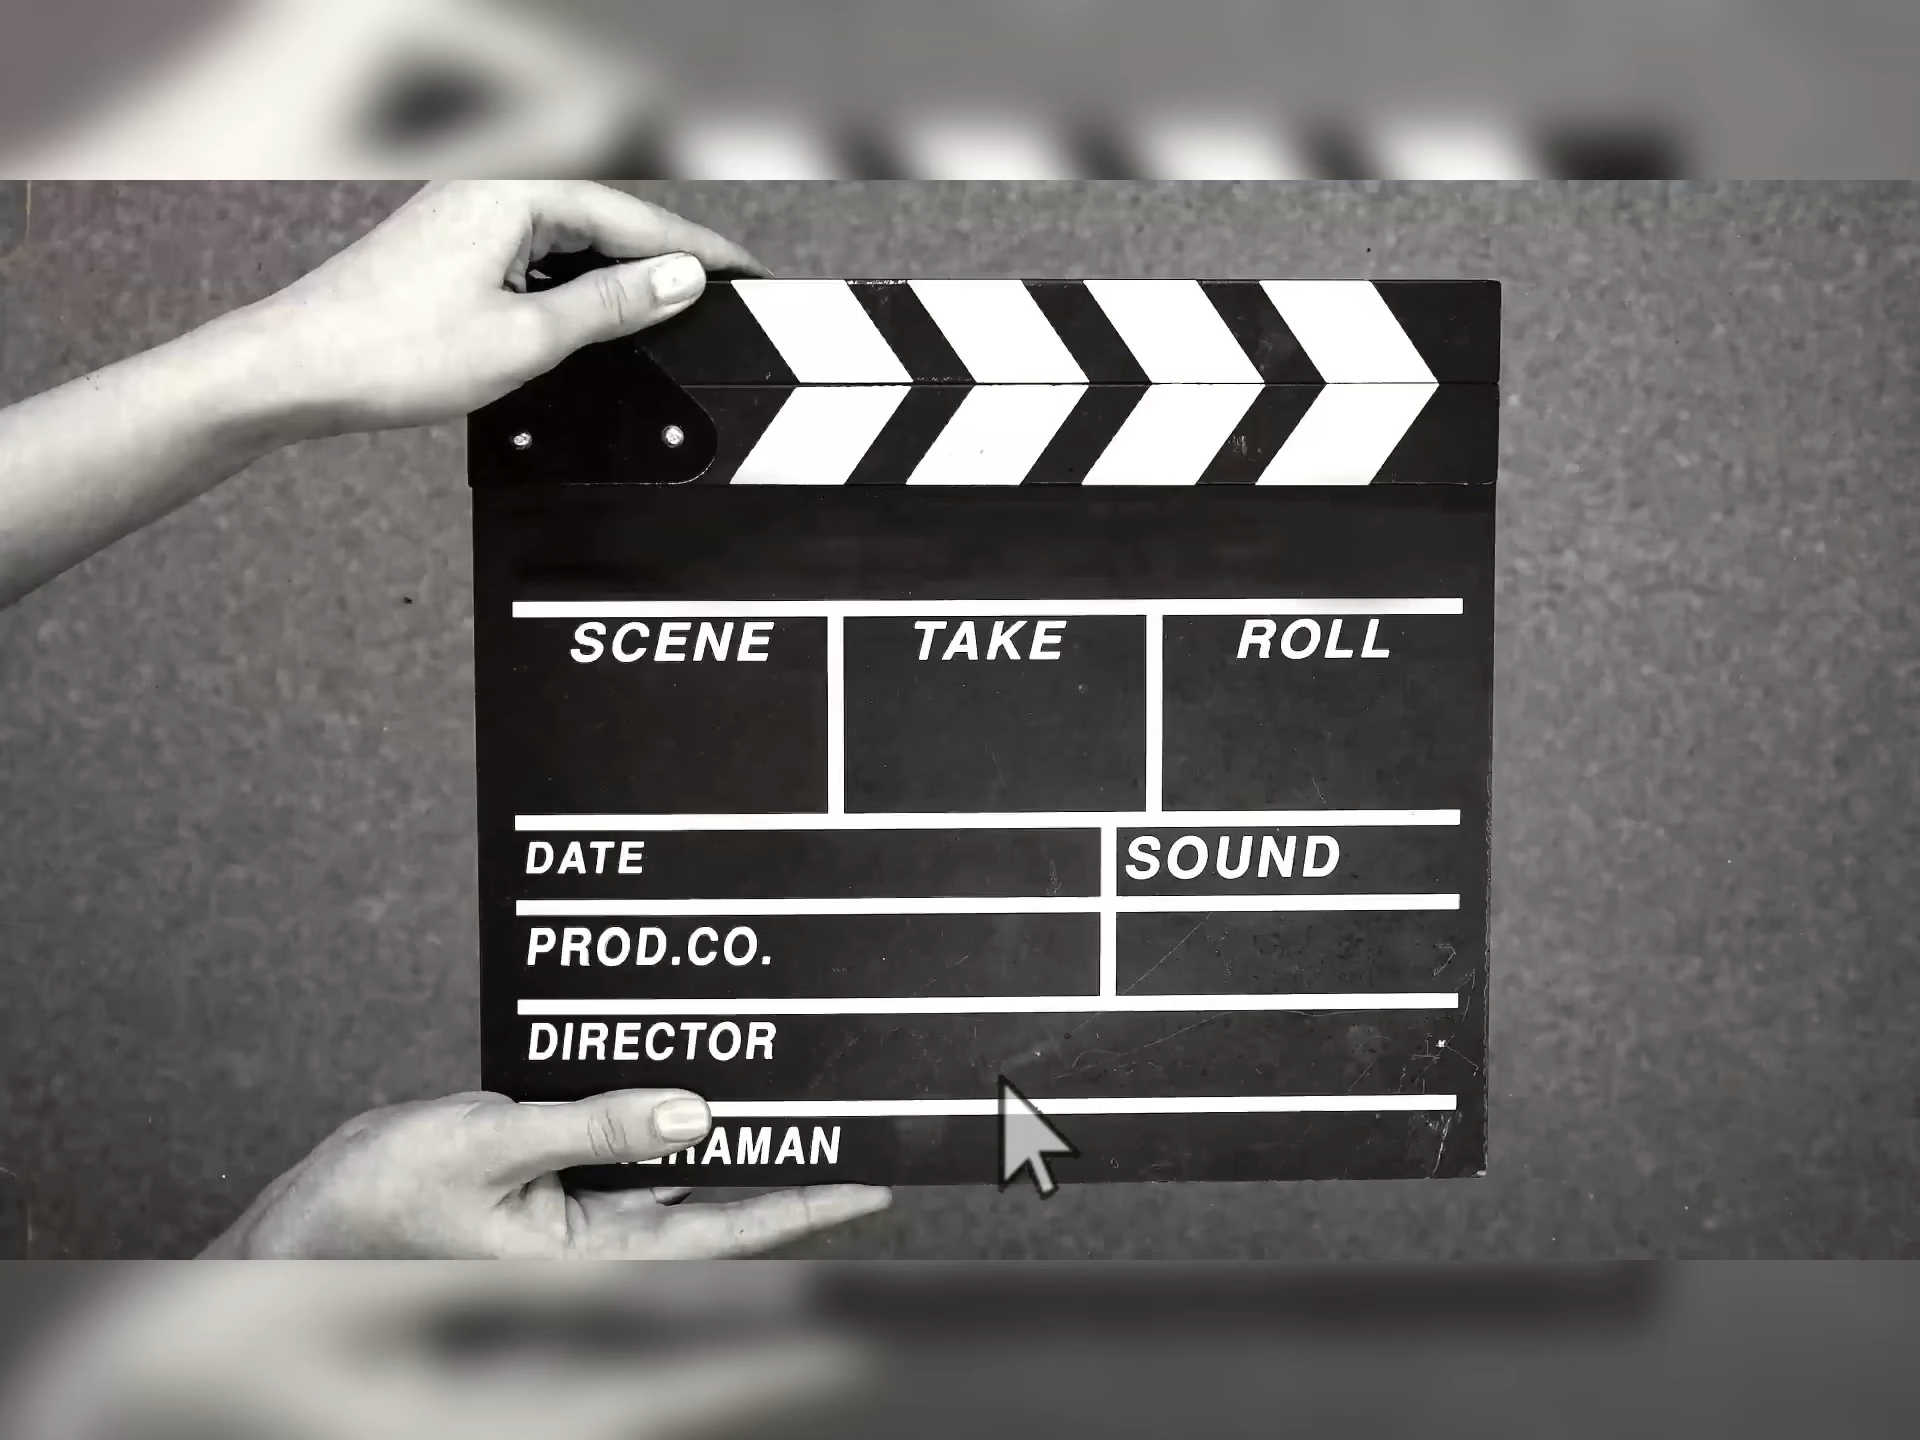 SCENE TAKE ROLL
DATE SOUND
PROD.CO.
DIRECTOR